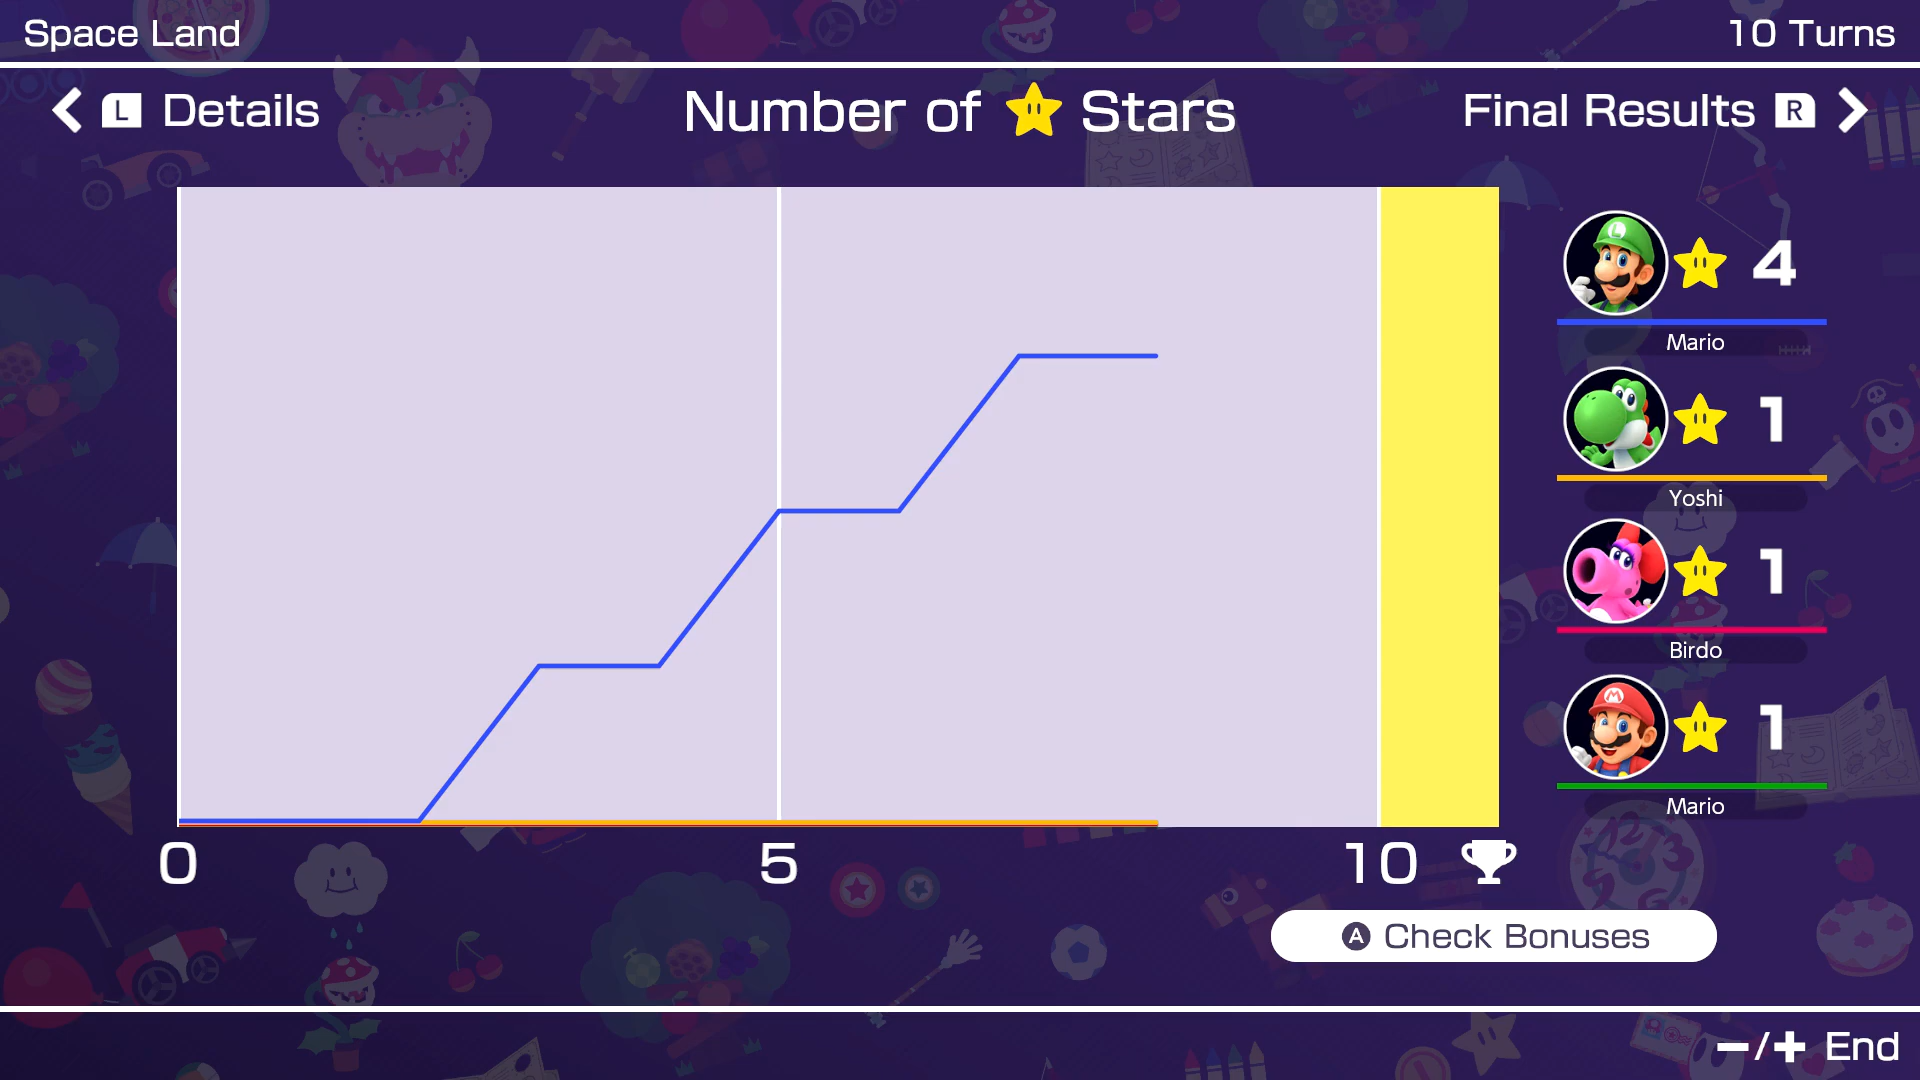 Space Land
10 Turns
L Details
Number of Stars
Final Results R
4
Mario
1
Yoshi
1
Birdo
1
Mario
0 5 10
A Check Bonuses
-/+ End